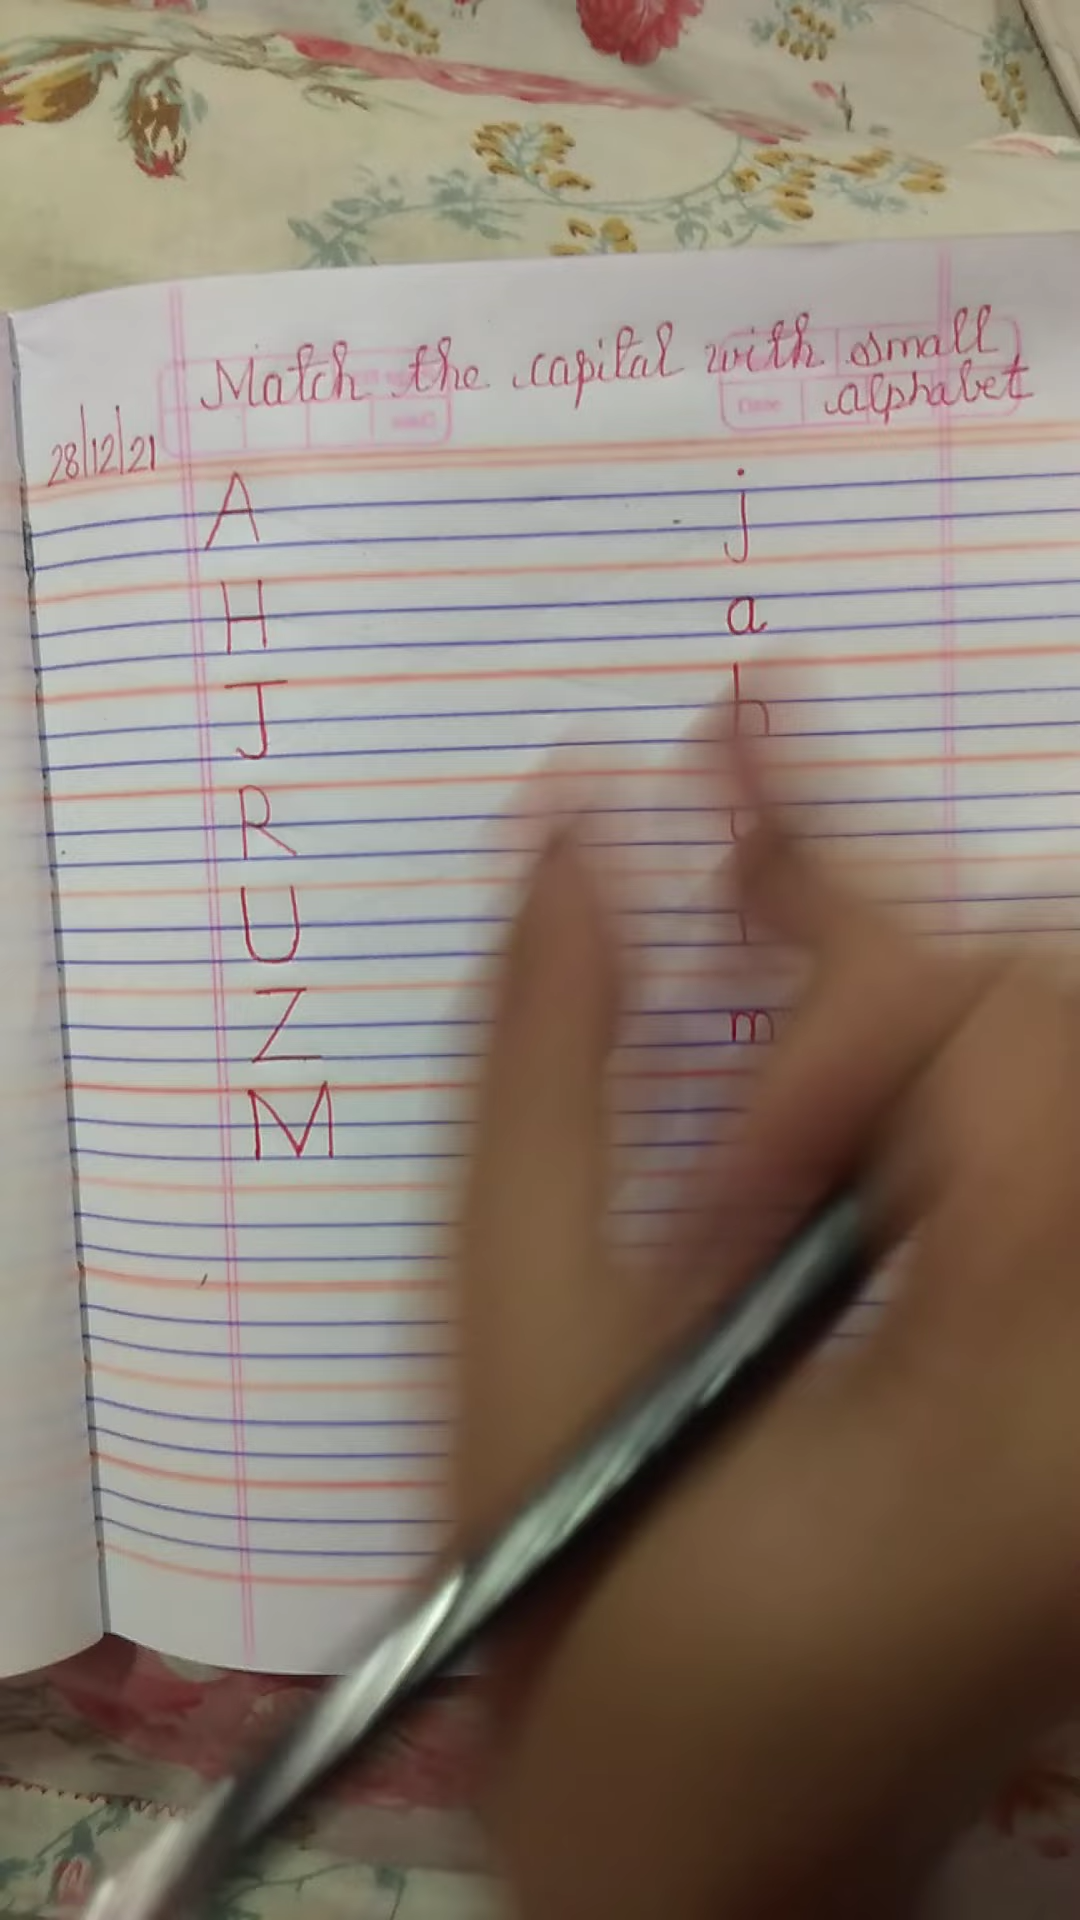 Match the capital with small
alphabet
28/12/21
A j
H a
J h
R
U
Z m
M